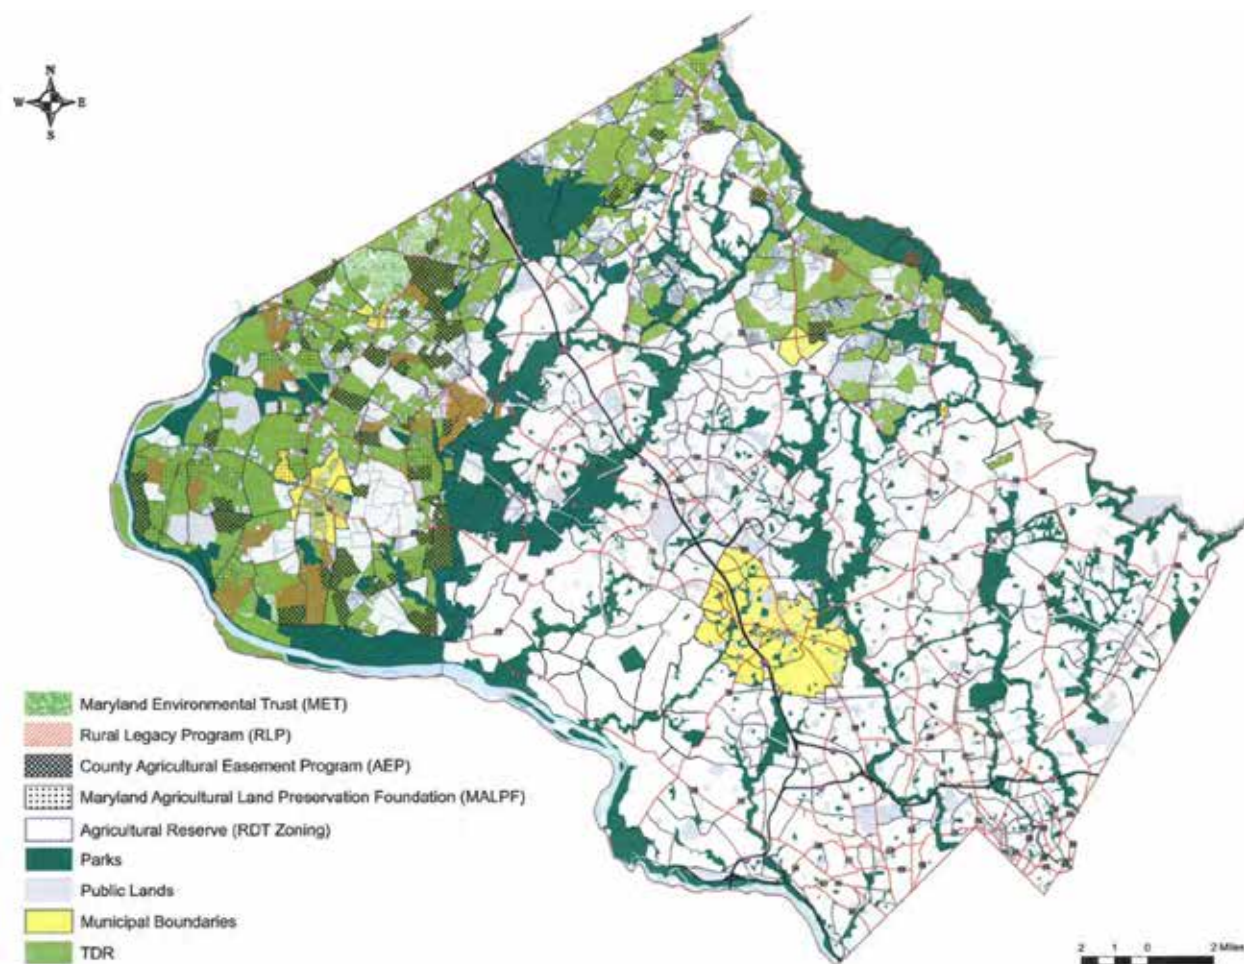 N
W E
S
Maryland Environmental Trust (MET)
Rural Legacy Program (RLP)
County Agricultural Easement Program (AEP)
Maryland Agricultural Land Preservation Foundation (MALPF)
Agricultural Reserve (RDT Zoning)
Parks
Public Lands
Municipal Boundaries
TDR
2 1 0 2 Miles